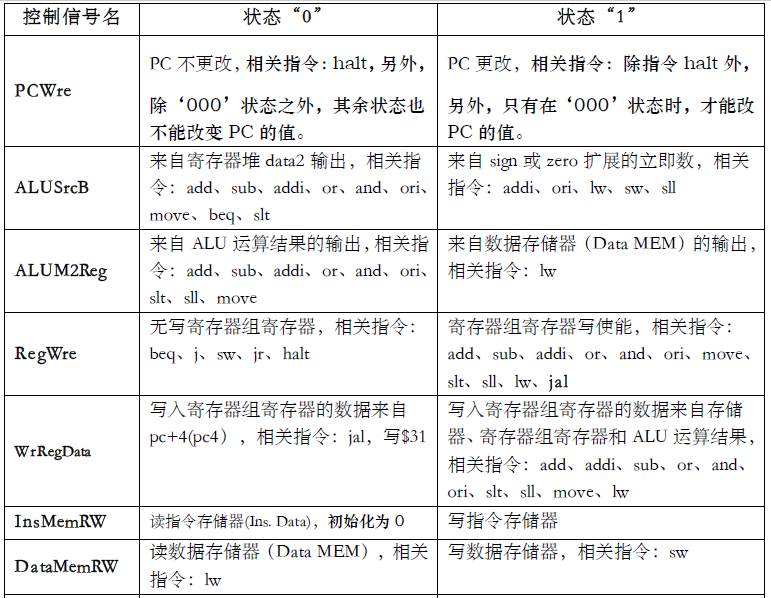 控制信号名 状态“0” 状态“1”
PCWre
PC 不更改，相关指令：halt，另外，
除‘000’状态之外，其余状态也
不能改变 PC 的值。
PC 更改，相关指令：除指令 halt 外，
另外，只有在‘000’状态时，才能改
PC 的值。
ALUSrcB
来自寄存器堆 data2 输出，相关指
令：add、sub、addi、or、and、ori、
move、beq、slt
来自 sign 或 zero 扩展的立即数，相关
指令：addi、ori、lw、sw、sll
ALUM2Reg
来自 ALU 运算结果的输出，相关指
令：add、sub、addi、or、and、ori、
slt、sll、move
来自数据存储器（Data MEM）的输出，
相关指令：lw
RegWre
无写寄存器组寄存器，相关指令：
beq、j、sw、jr、halt
寄存器组寄存器写使能，相关指令：
add、sub、addi、or、and、ori、move、
slt、sll、lw、jal
WrRegData
写入寄存器组寄存器的数据来自
pc+4(pc4），相关指令：jal，写$31
写入寄存器组寄存器的数据来自存储
器、寄存器组寄存器和 ALU 运算结果，
相关指令：add、addi、sub、or、and、
ori、slt、sll、move、lw
InsMemRW
读指令存储器(Ins. Data)，初始化为 0
写指令存储器
DataMemRW
读数据存储器（Data MEM），相关
指令：lw
写数据存储器，相关指令：sw